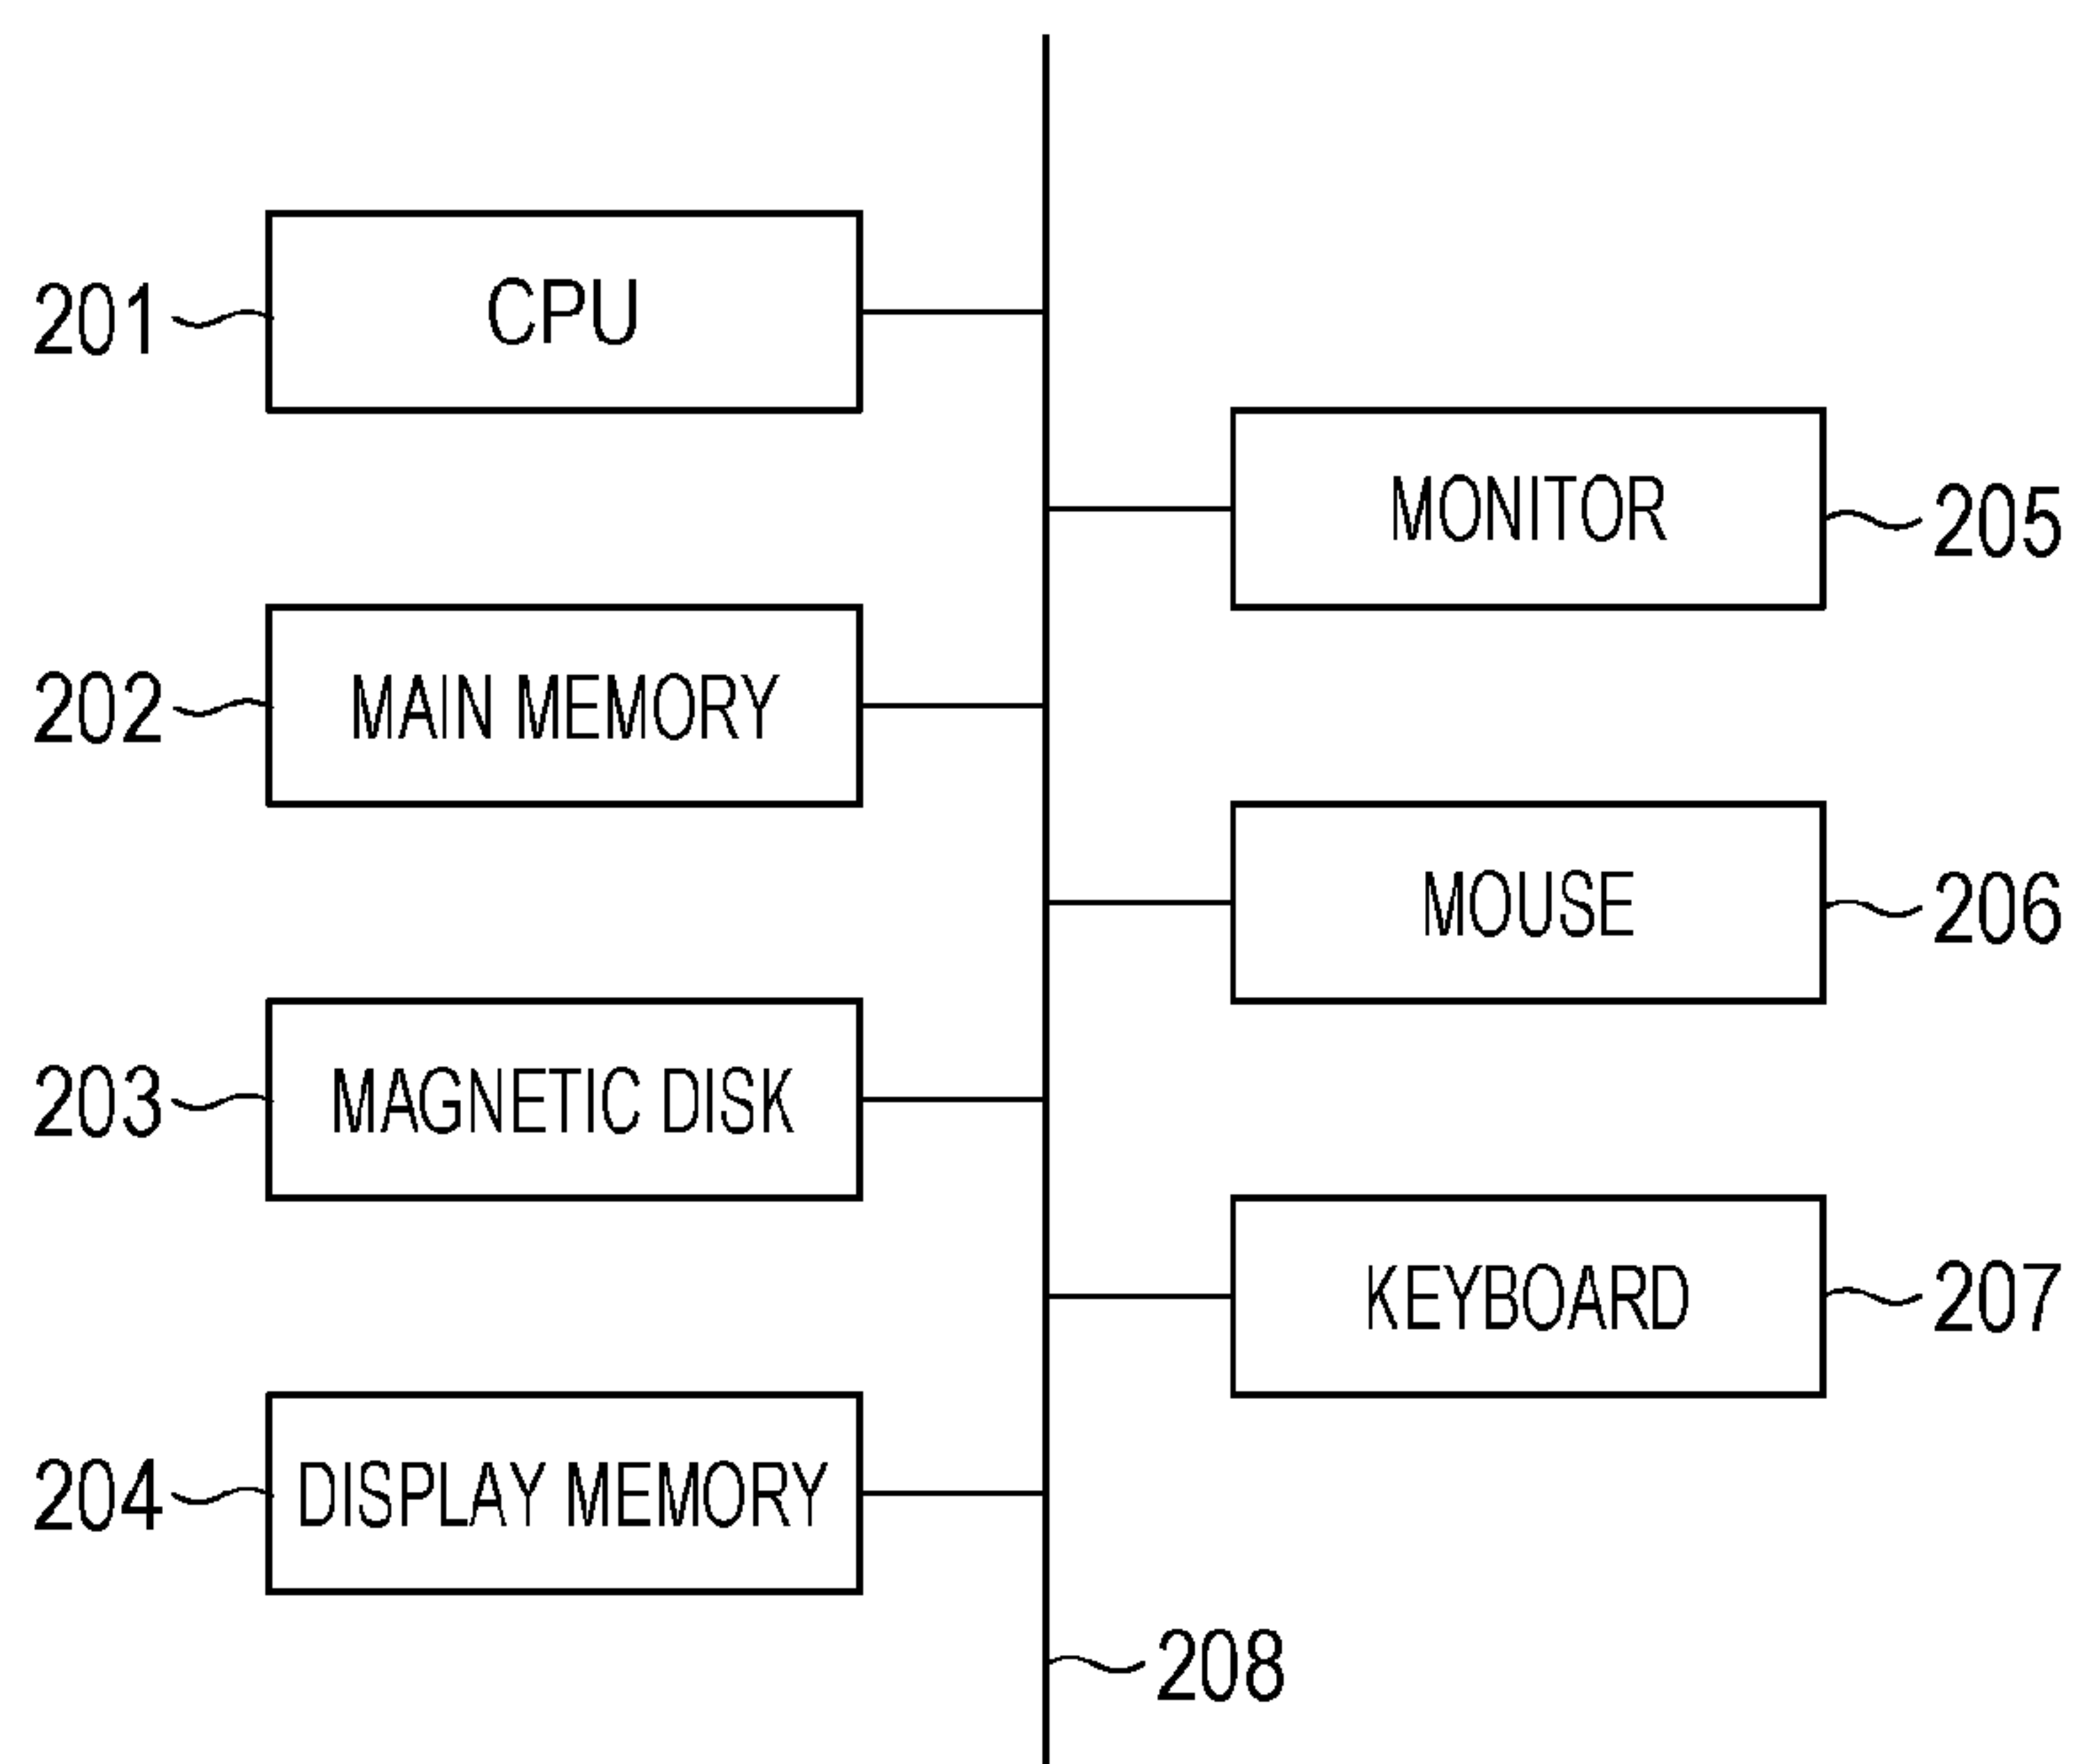 201 CPU
MONITOR 205
202 MAIN MEMORY
MOUSE 206
203 MAGNETIC DISK
KEYBOARD 207
204 DISPLAY MEMORY
208